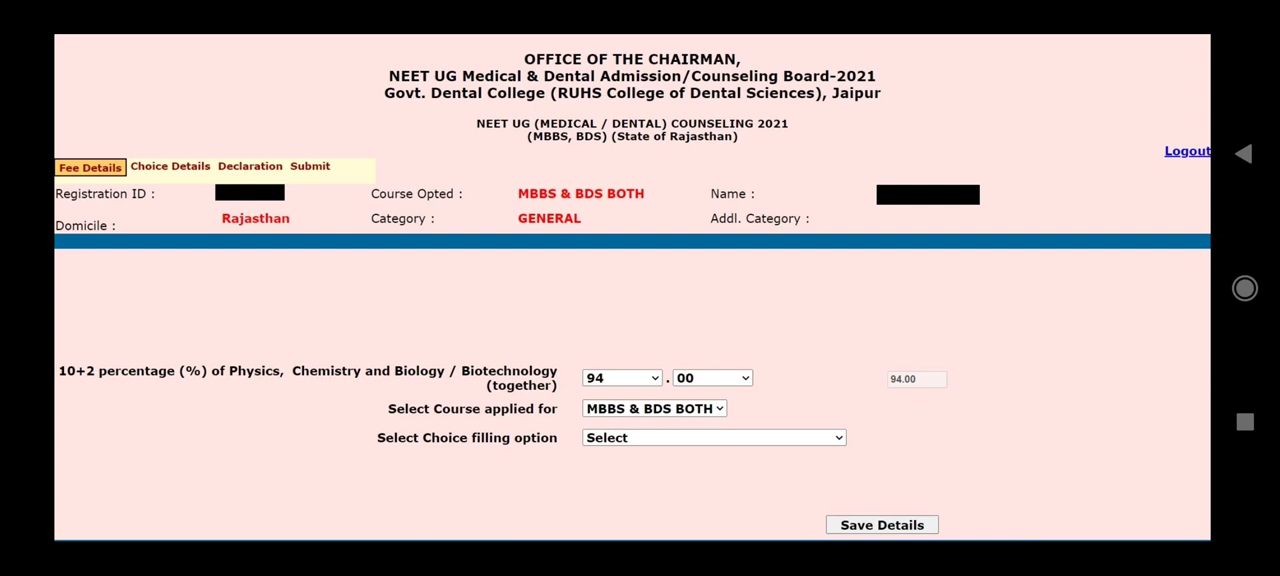 OFFICE OF THE CHAIRMAN,
NEET UG Medical & Dental Admission/Counseling Board-2021
Govt. Dental College (RUHS College of Dental Sciences), Jaipur
NEET UG (MEDICAL / DENTAL) COUNSELING 2021
(MBBS, BDS) (State of Rajasthan)
Logout
Fee Details Choice Details Declaration Submit
Registration ID : Course Opted : MBBS & BDS BOTH Name :
Domicile : Rajasthan Category : GENERAL Addl. Category :
10+2 percentage (%) of Physics, Chemistry and Biology / Biotechnology
(together) 94 . 00 94.00
Select Course applied for MBBS & BDS BOTH
Select Choice filling option Select
Save Details